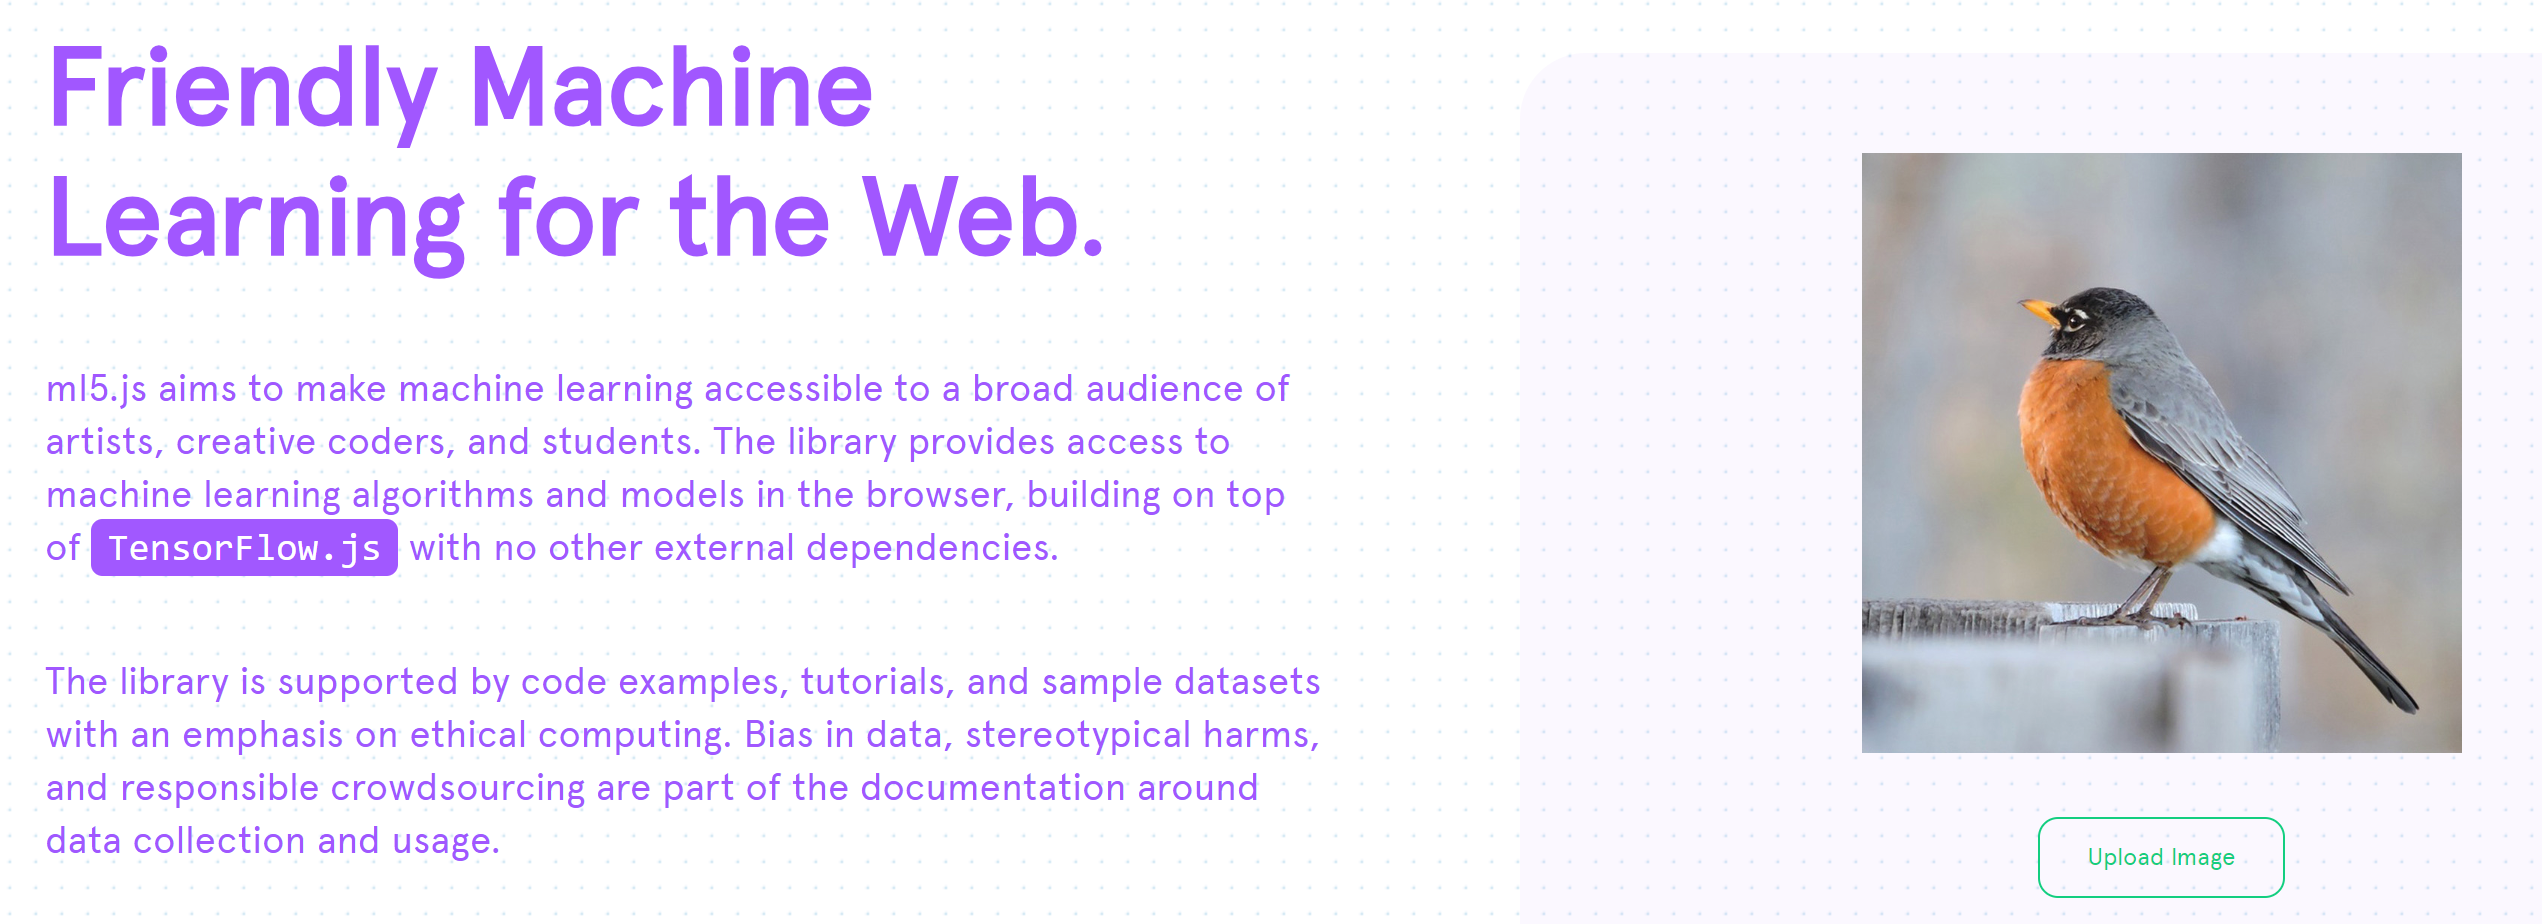 Friendly Machine
Learning for the Web.
ml5.js aims to make machine learning accessible to a broad audience of
artists, creative coders, and students. The library provides access to
machine learning algorithms and models in the browser, building on top
of TensorFlow.js with no other external dependencies.
The library is supported by code examples, tutorials, and sample datasets
with an emphasis on ethical computing. Bias in data, stereotypical harms,
and responsible crowdsourcing are part of the documentation around
data collection and usage.
Upload Image